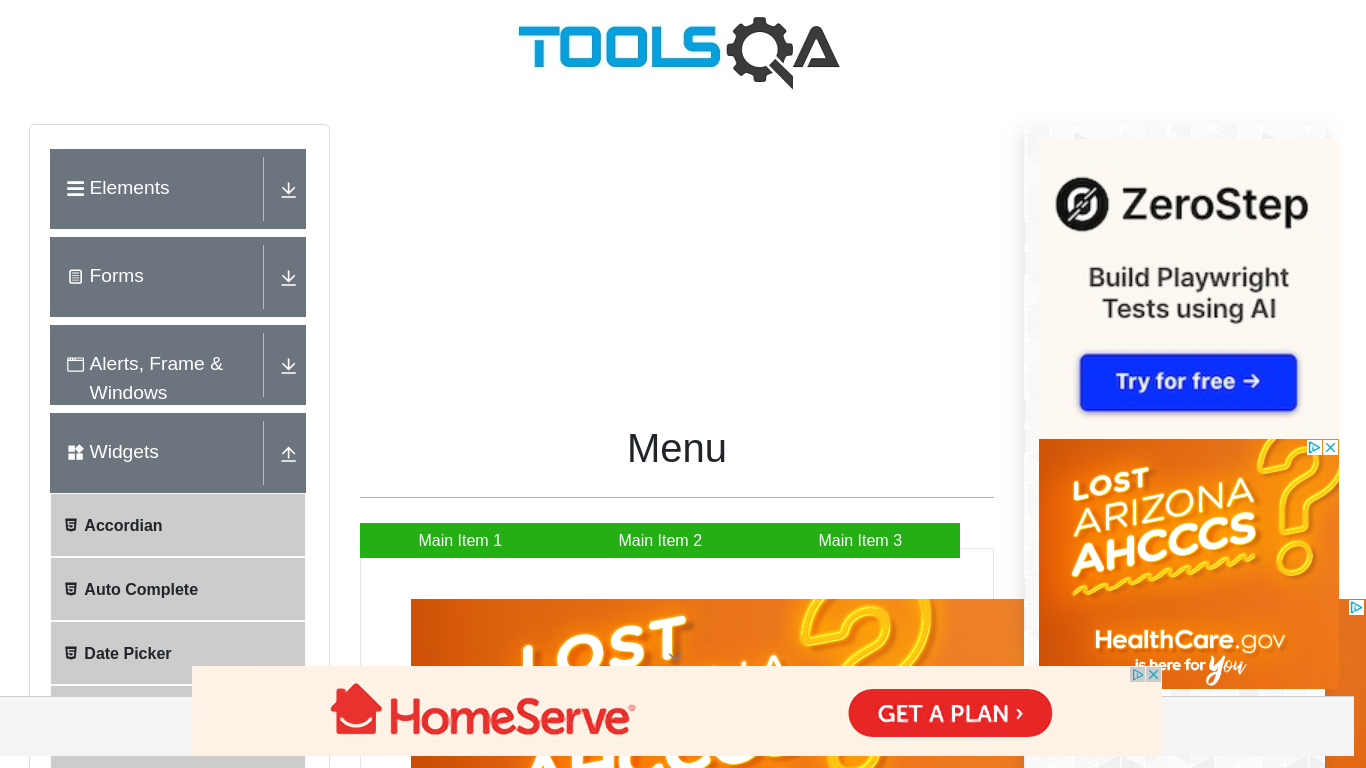 TOOLSQA
Elements
Forms
Alerts, Frame &
Windows
Widgets
Accordian
Auto Complete
Date Picker
Menu
Main Item 1
Main Item 2
Main Item 3
LOST
HomeServe
GET A PLAN ›
ZeroStep
Build Playwright
Tests using AI
Try for free →
LOST
ARIZONA
AHCCCS
?
HealthCare.gov
is here for you